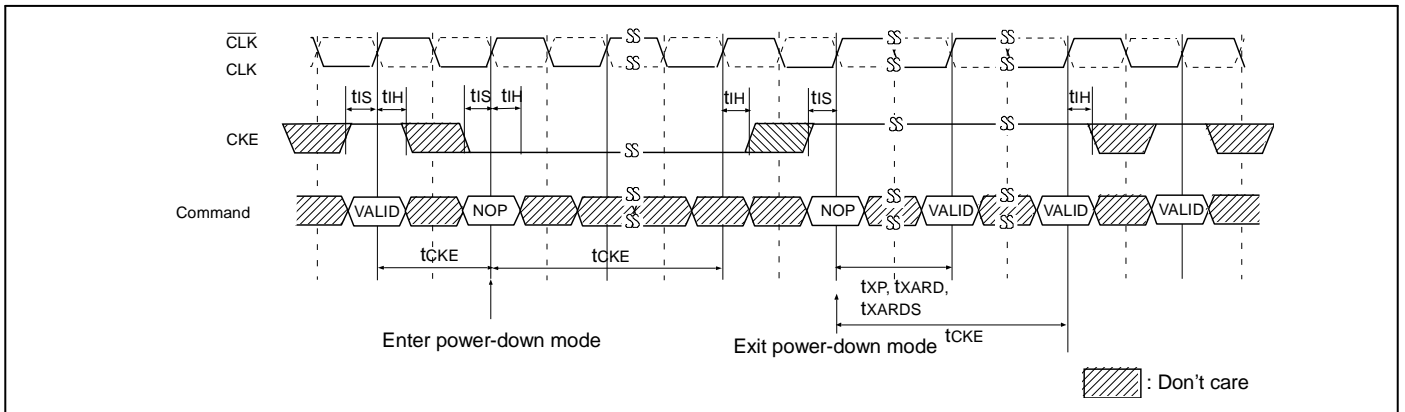 CLK
CLK
tIS tIH tIS tIH tIH tIS tIH
CKE
Command VALID NOP NOP VALID VALID VALID
tCKE tCKE
tXP, tXARD,
tXARDS
Enter power-down mode Exit power-down mode tCKE
: Don't care